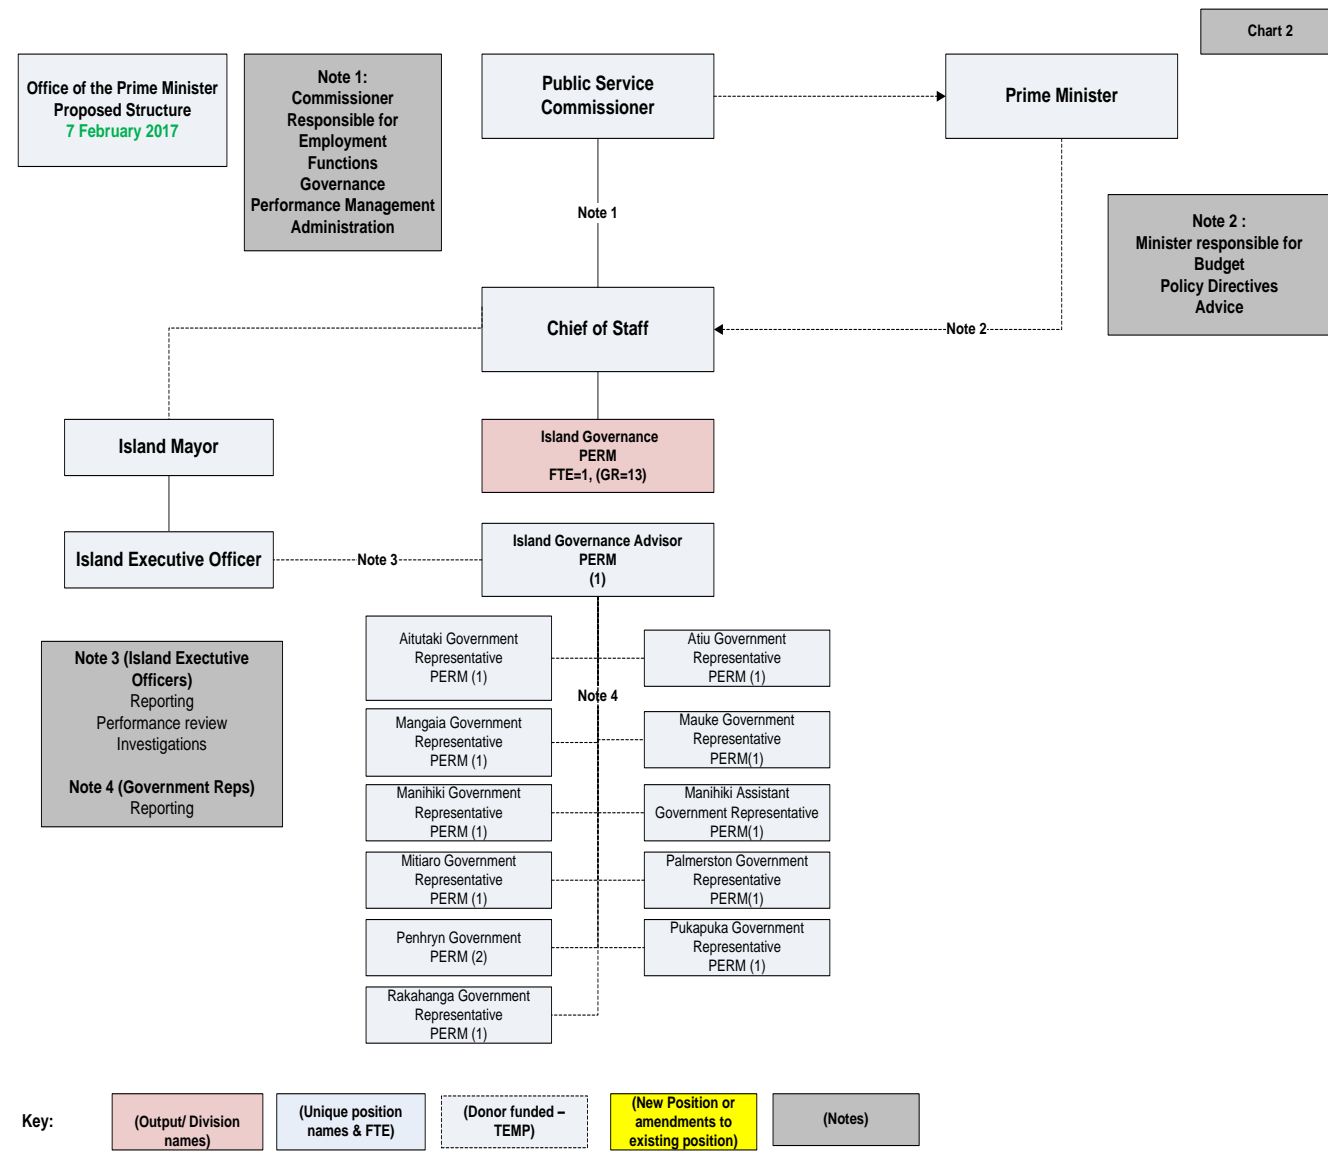 Chart 2
Office of the Prime Minister
Proposed Structure
7 February 2017
Note 1:
Commissioner
Responsible for
Employment
Functions
Governance
Performance Management
Administration
Public Service
Commissioner
Prime Minister
Note 1
Note 2 :
Minister responsible for
Budget
Policy Directives
Advice
Chief of Staff
Note 2
Island Mayor
Island Governance
PERM
FTE=1, (GR=13)
Island Executive Officer
Note 3
Island Governance Advisor
PERM
(1)
Note 3 (Island Exectutive
Officers)
Reporting
Performance review
Investigations
Note 4 (Government Reps)
Reporting
Aitutaki Government
Representative
PERM (1)
Atiu Government
Representative
PERM (1)
Note 4
Mangaia Government
Representative
PERM (1)
Mauke Government
Representative
PERM(1)
Manihiki Government
Representative
PERM (1)
Manihiki Assistant
Government Representative
PERM(1)
Mitiaro Government
Representative
PERM (1)
Palmerston Government
Representative
PERM(1)
Penhryn Government
PERM (2)
Pukapuka Government
Representative
PERM (1)
Rakahanga Government
Representative
PERM (1)
Key:
(Output/ Division
names)
(Unique position
names & FTE)
(Donor funded –
TEMP)
(New Position or
amendments to
existing position)
(Notes)